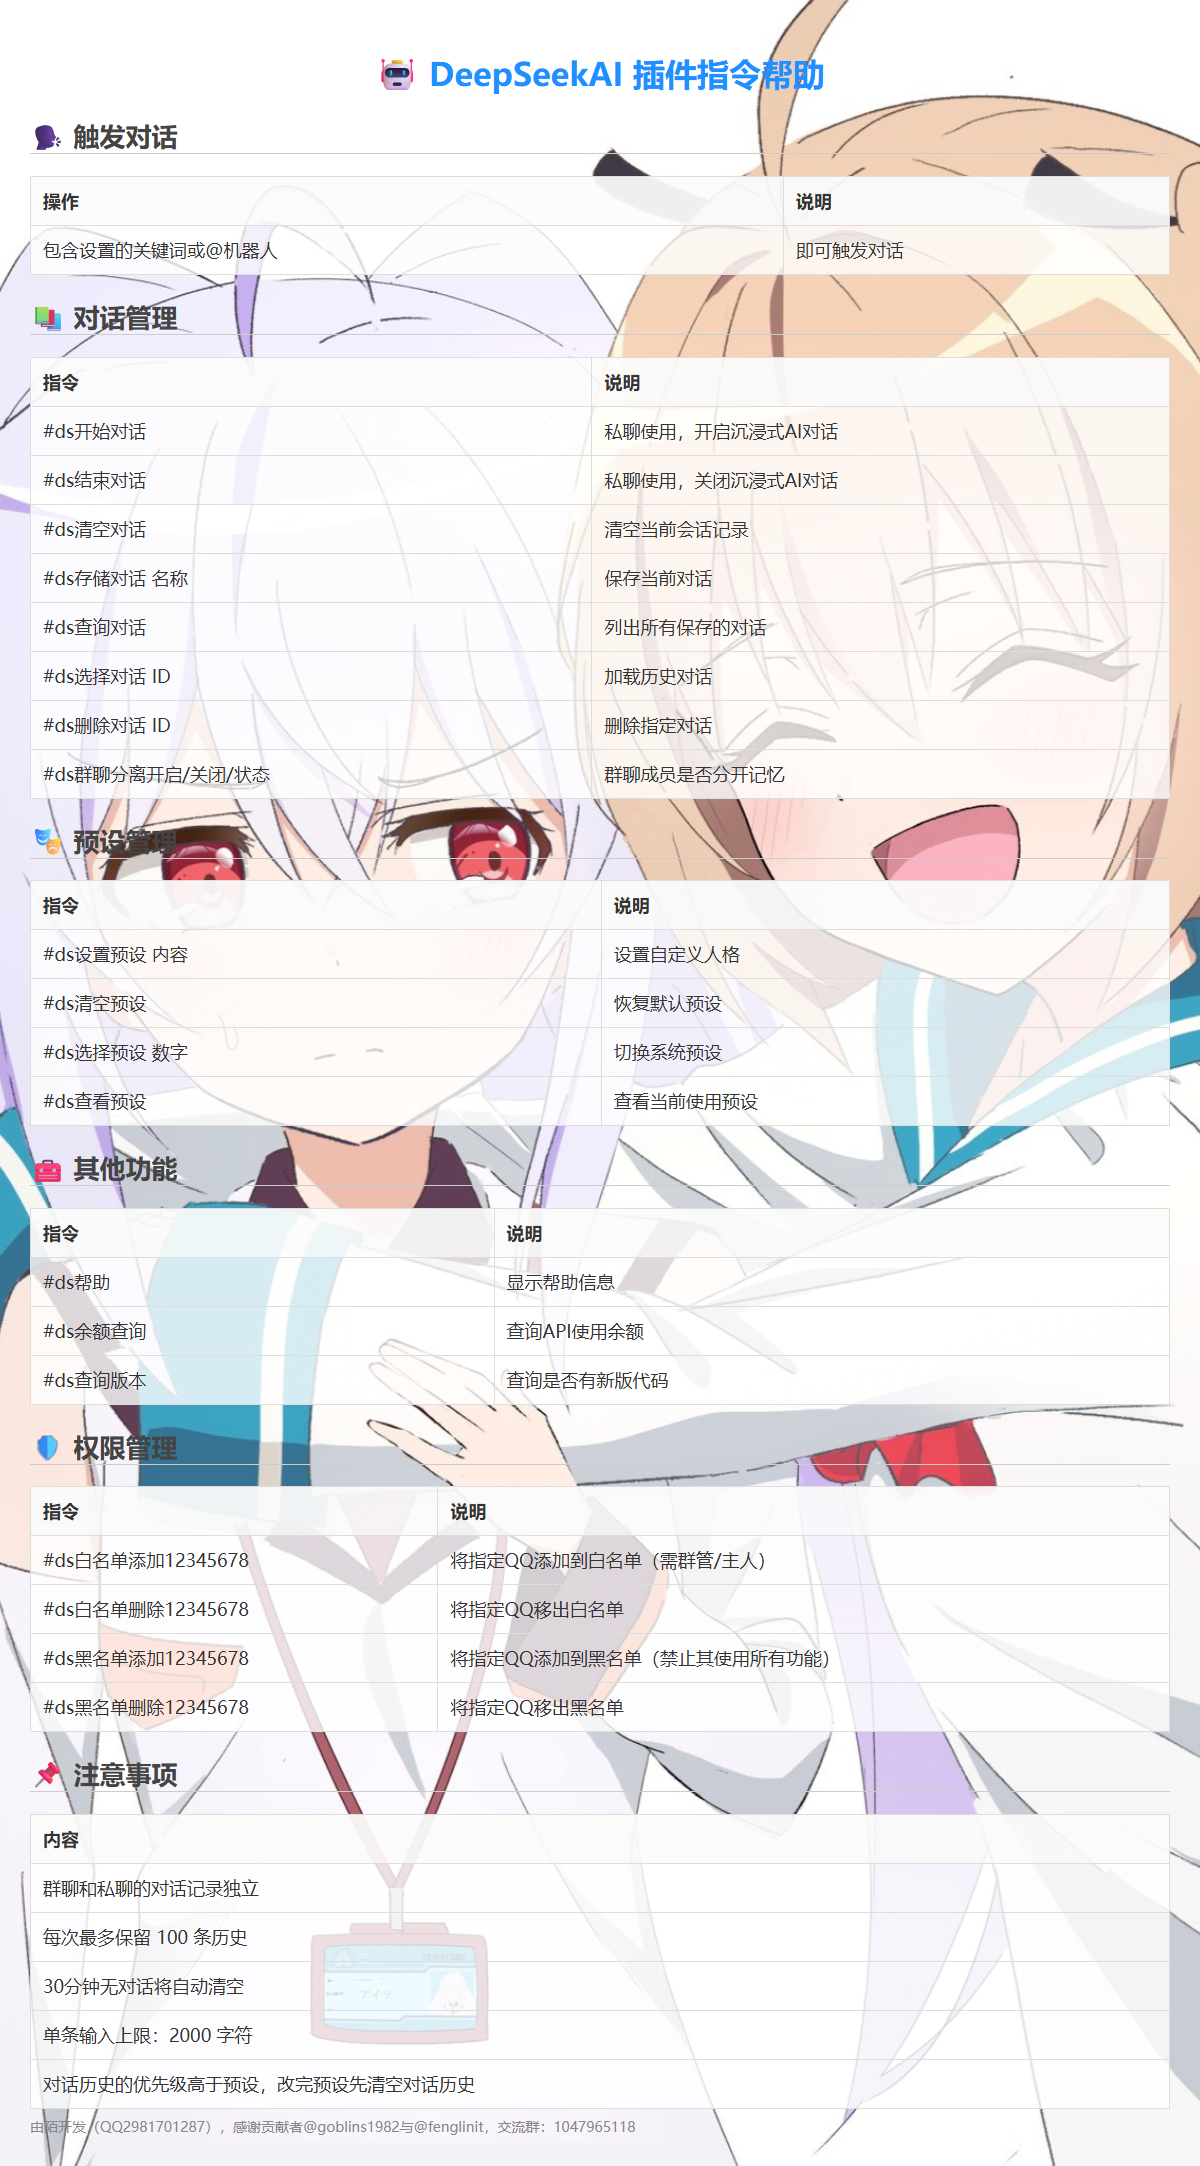 DeepSeekAI 插件指令帮助
触发对话
操作 说明
包含设置的关键词或@机器人 即可触发对话
对话管理
指令 说明
#ds开始对话 私聊使用，开启沉浸式AI对话
#ds结束对话 私聊使用，关闭沉浸式AI对话
#ds清空对话 清空当前会话记录
#ds存储对话 名称 保存当前对话
#ds查询对话 列出所有保存的对话
#ds选择对话 ID 加载历史对话
#ds删除对话 ID 删除指定对话
#ds群聊分离开启/关闭/状态 群聊成员是否分开记忆
预设管理
指令 说明
#ds设置预设 内容 设置自定义人格
#ds清空预设 恢复默认预设
#ds选择预设 数字 切换系统预设
#ds查看预设 查看当前使用预设
其他功能
指令 说明
#ds帮助 显示帮助信息
#ds余额查询 查询API使用余额
#ds查询版本 查询是否有新版代码
权限管理
指令 说明
#ds白名单添加12345678 将指定QQ添加到白名单（需群管/主人）
#ds白名单删除12345678 将指定QQ移出白名单
#ds黑名单添加12345678 将指定QQ添加到黑名单（禁止其使用所有功能）
#ds黑名单删除12345678 将指定QQ移出黑名单
注意事项
内容
群聊和私聊的对话记录独立
每次最多保留 100 条历史
30分钟无对话将自动清空
アイラ
单条输入上限：2000 字符
对话历史的优先级高于预设，改完预设先清空对话历史
由陌开发（QQ2981701287），感谢贡献者@goblins1982与@fenglinit，交流群：1047965118